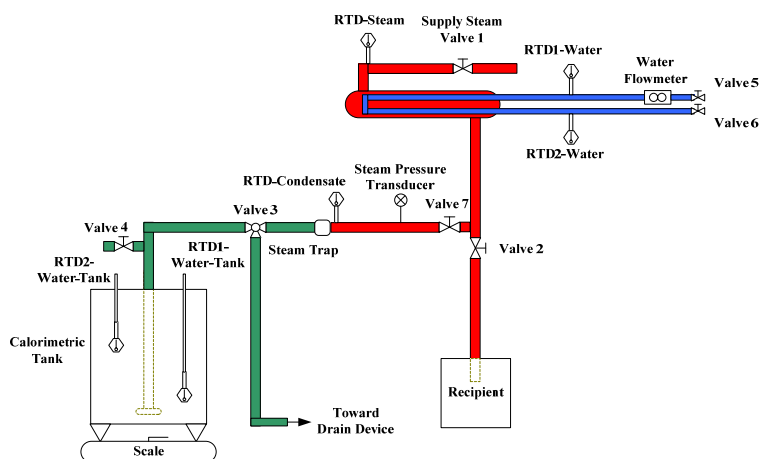 RTD-Steam
Supply Steam
Valve 1
RTD1-Water
Water
Flowmeter
Valve 5
Valve 6
RTD2-Water
Steam Pressure
Transducer
RTD-Condensate
Valve 7
Valve 3
Valve 4
Steam Trap
Valve 2
RTD1-
Water-Tank
RTD2-
Water-Tank
Calorimetric
Tank
Recipient
Toward
Drain Device
Scale